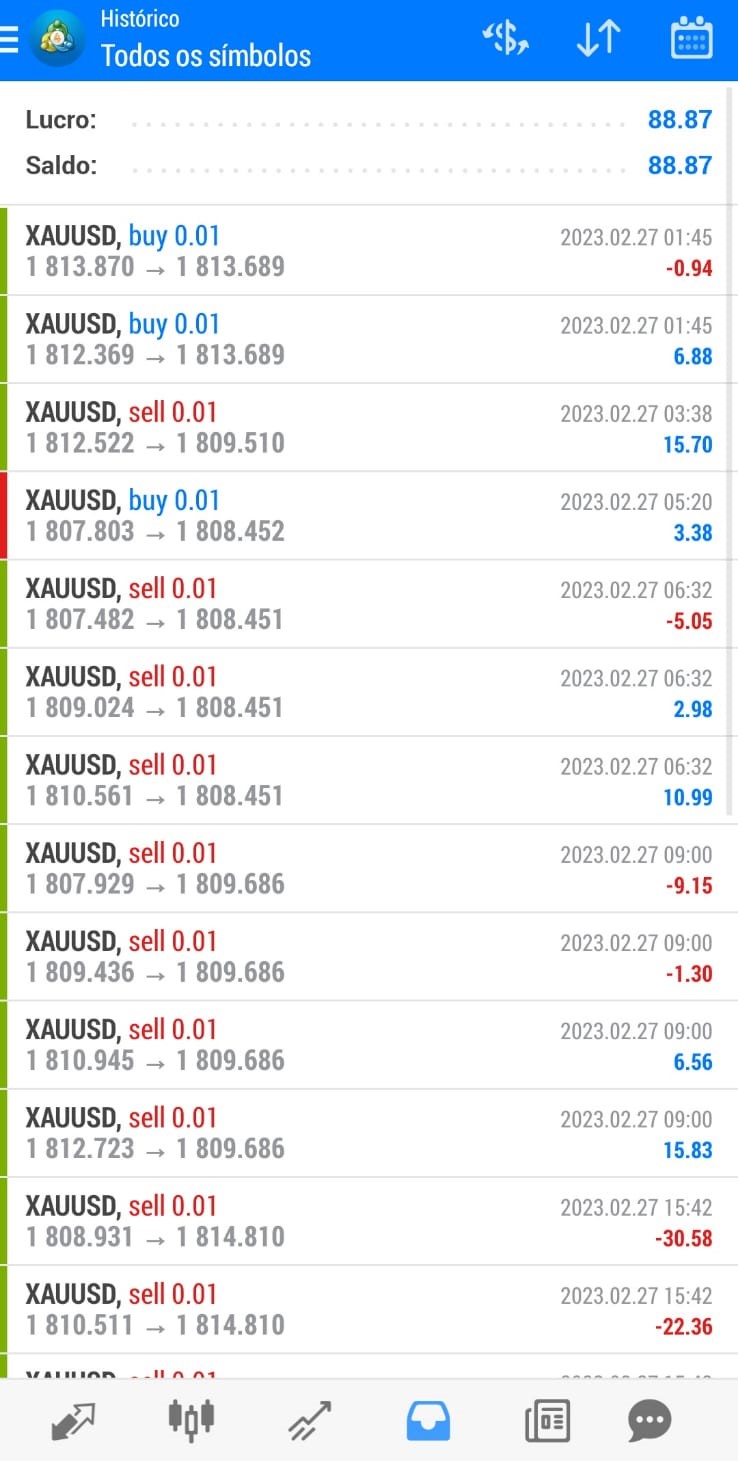 Histórico
Todos os símbolos
Lucro: 88.87
Saldo: 88.87
XAUUSD, buy 0.01 2023.02.27 01:45
1 813.870 → 1 813.689 -0.94
XAUUSD, buy 0.01 2023.02.27 01:45
1 812.369 → 1 813.689 6.88
XAUUSD, sell 0.01 2023.02.27 03:38
1 812.522 → 1 809.510 15.70
XAUUSD, buy 0.01 2023.02.27 05:20
1 807.803 → 1 808.452 3.38
XAUUSD, sell 0.01 2023.02.27 06:32
1 807.482 → 1 808.451 -5.05
XAUUSD, sell 0.01 2023.02.27 06:32
1 809.024 → 1 808.451 2.98
XAUUSD, sell 0.01 2023.02.27 06:32
1 810.561 → 1 808.451 10.99
XAUUSD, sell 0.01 2023.02.27 09:00
1 807.929 → 1 809.686 -9.15
XAUUSD, sell 0.01 2023.02.27 09:00
1 809.436 → 1 809.686 -1.30
XAUUSD, sell 0.01 2023.02.27 09:00
1 810.945 → 1 809.686 6.56
XAUUSD, sell 0.01 2023.02.27 09:00
1 812.723 → 1 809.686 15.83
XAUUSD, sell 0.01 2023.02.27 15:42
1 808.931 → 1 814.810 -30.58
XAUUSD, sell 0.01 2023.02.27 15:42
1 810.511 → 1 814.810 -22.36